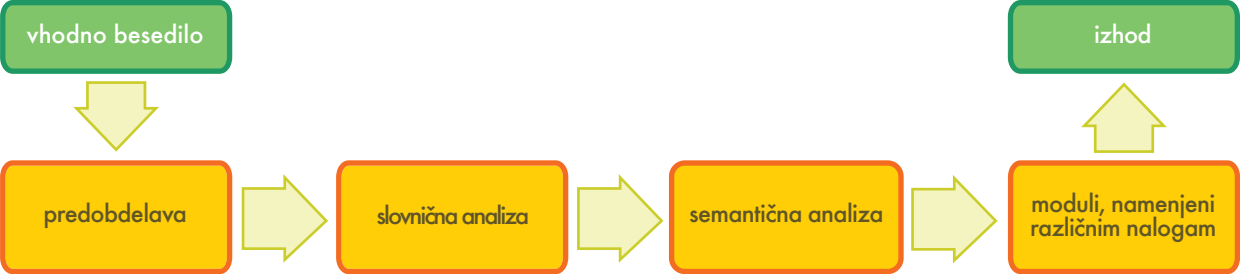 vhodno besedilo
izhod
predobdelava
slovnična analiza
semantična analiza
moduli, namenjeni
različnim nalogam